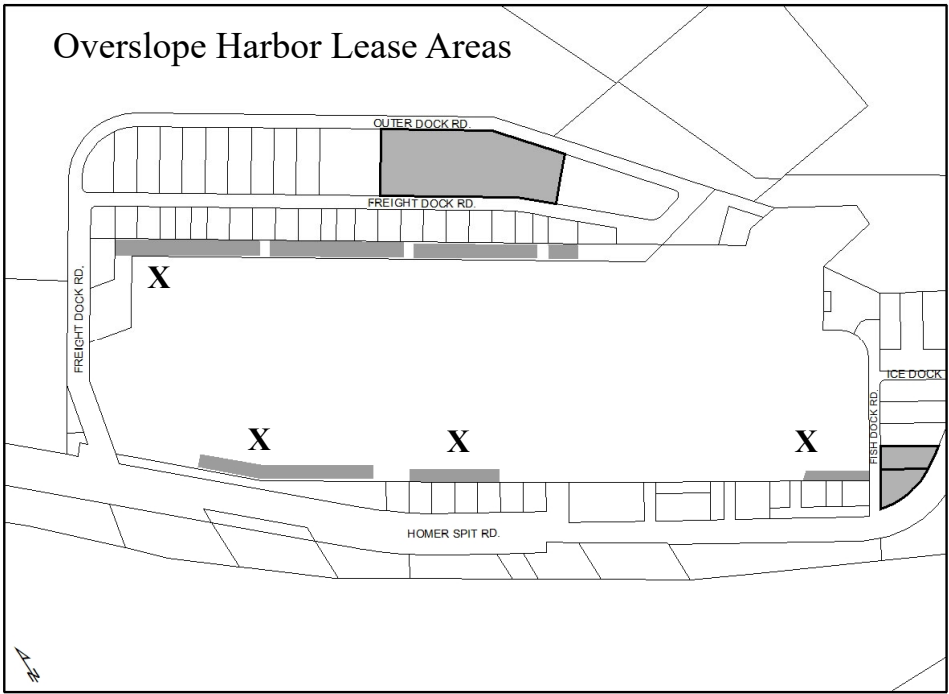 Overslope Harbor Lease Areas
OUTER DOCK RD.
FREIGHT DOCK RD.
X
FREIGHT DOCK RD.
ICE DOCK
FISH DOCK RD.
X
X
X
HOMER SPIT RD.
N